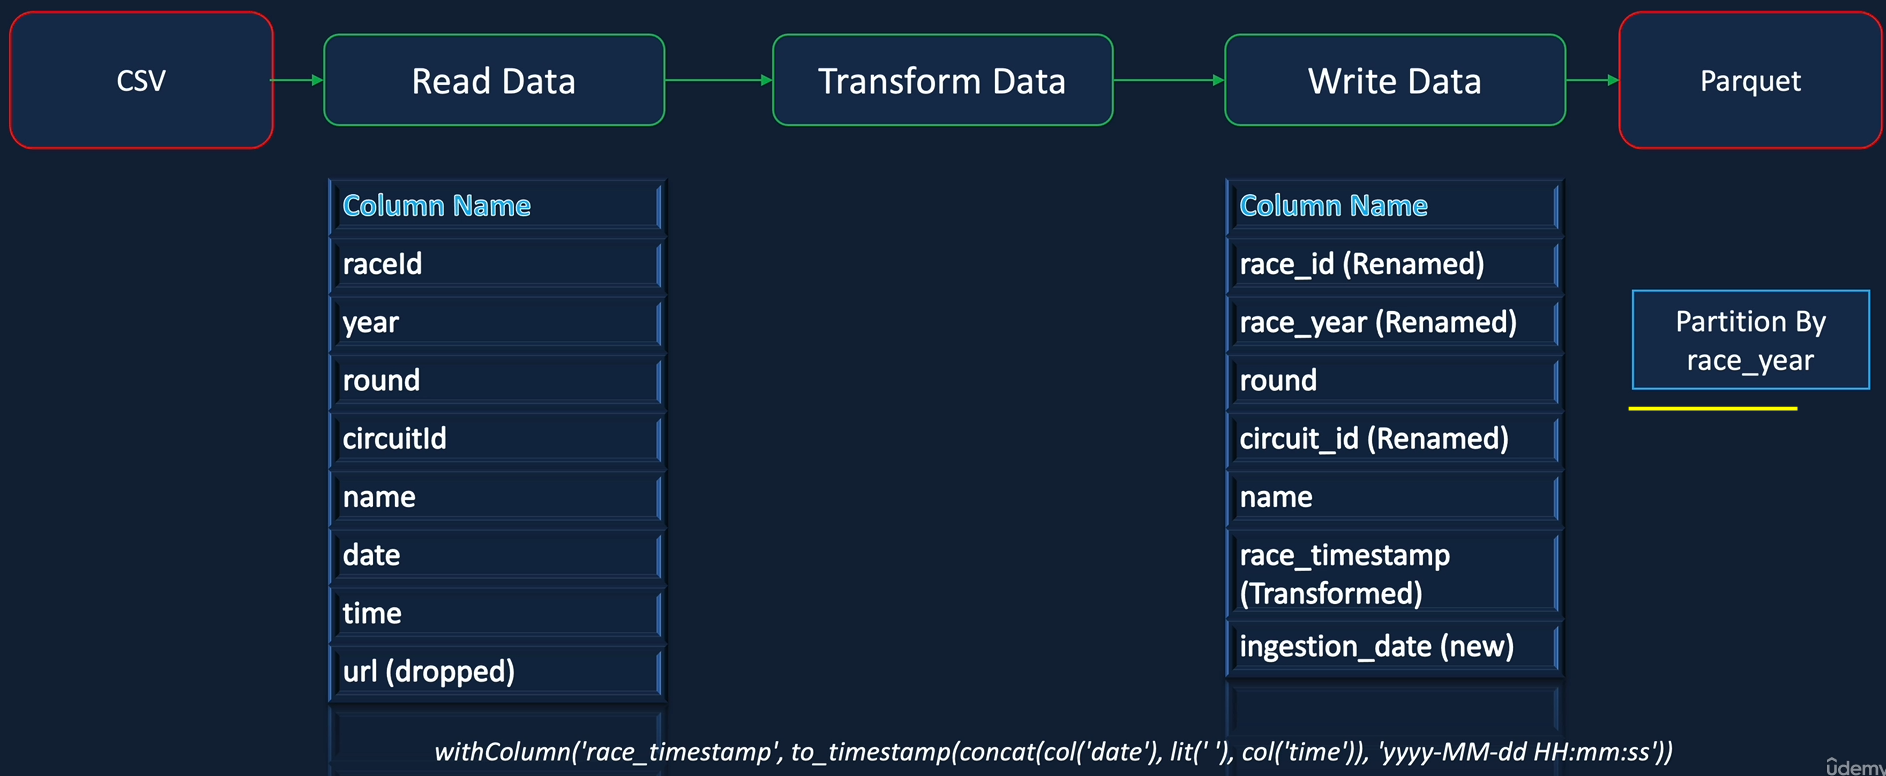 CSV
Read Data
Transform Data
Write Data
Parquet
Column Name
raceId
year
round
circuitId
name
date
time
url (dropped)
Column Name
race_id (Renamed)
race_year (Renamed)
round
circuit_id (Renamed)
name
race_timestamp
(Transformed)
ingestion_date (new)
Partition By
race_year
withColumn('race_timestamp', to_timestamp(concat(col('date'), lit(' '), col('time')), 'yyyy-MM-dd HH:mm:ss'))
ûdemy